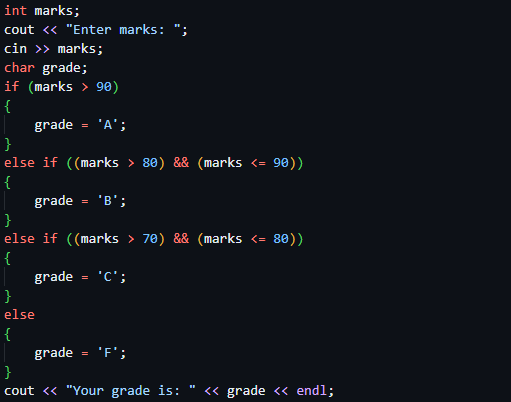 int marks;
cout << "Enter marks: ";
cin >> marks;
char grade;
if (marks > 90)
{
    grade = 'A';
}
else if ((marks > 80) && (marks <= 90))
{
    grade = 'B';
}
else if ((marks > 70) && (marks <= 80))
{
    grade = 'C';
}
else
{
    grade = 'F';
}
cout << "Your grade is: " << grade << endl;